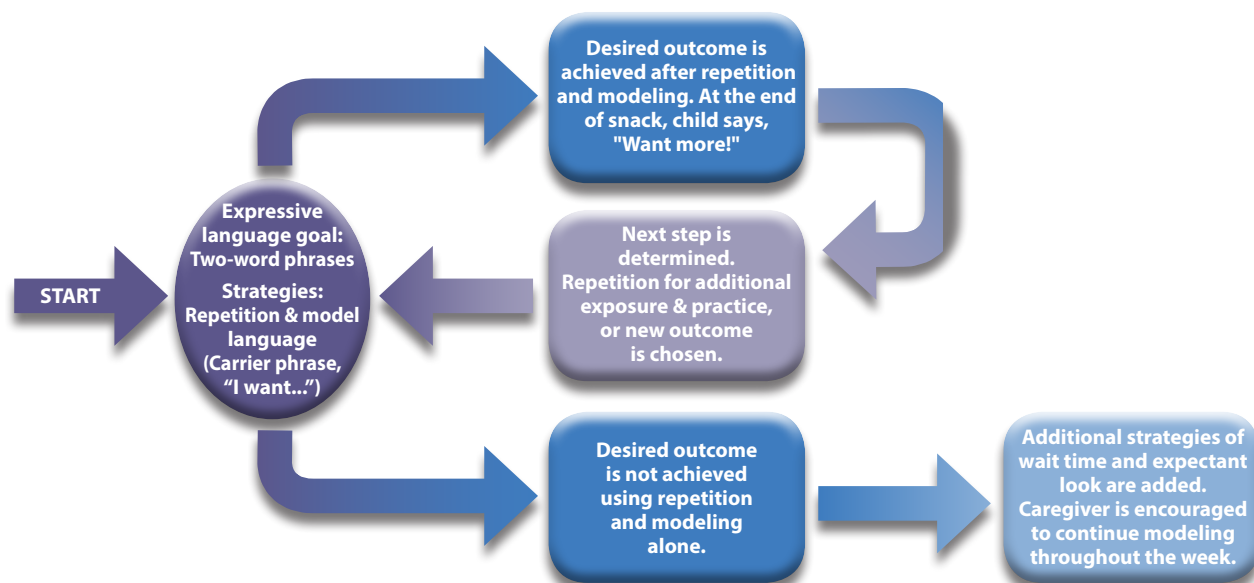 START
Expressive
language goal:
Two-word phrases
Strategies:
Repetition & model
language
(Carrier phrase,
“I want...”)
Desired outcome is
achieved after repetition
and modeling. At the end
of snack, child says,
"Want more!"
Next step is
determined.
Repetition for additional
exposure & practice,
or new outcome
is chosen.
Desired outcome
is not achieved
using repetition
and modeling
alone.
Additional strategies of
wait time and expectant
look are added.
Caregiver is encouraged
to continue modeling
throughout the week.